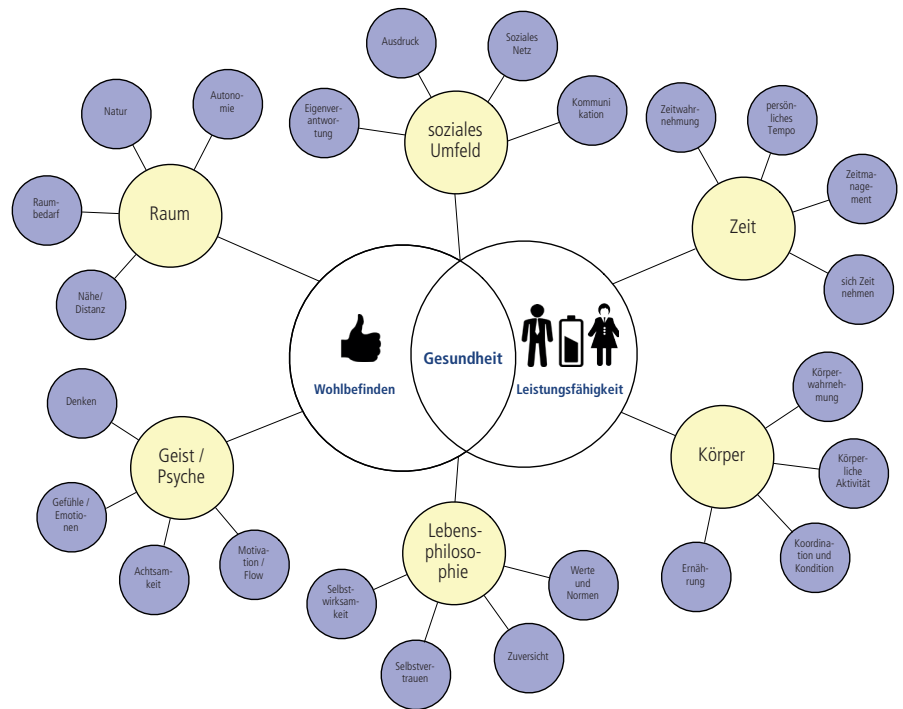 Ausdruck
Soziales
Netz
Eigenver-
antwor-
tung
Kommuni
kation
soziales
Umfeld
Natur
Autono-
mie
Raum-
bedarf
Nähe/
Distanz
Raum
Zeitwahr-
nehmung
persön-
liches
Tempo
Zeitma-
nage-
ment
sich Zeit
nehmen
Zeit
Wohlbefinden
Gesundheit
Leistungsfähigkeit
Denken
Gefühle /
Emotio-
nen
Achtsam-
keit
Motiva-
tion /
Flow
Geist /
Psyche
Lebens-
philoso-
phie
Selbst-
wirksam-
keit
Selbstver-
trauen
Zuversicht
Werte
und
Normen
Körper
Körper-
wahrneh-
mung
Körper-
liche
Aktivität
Koordina-
tion und
Kondition
Ernäh-
rung